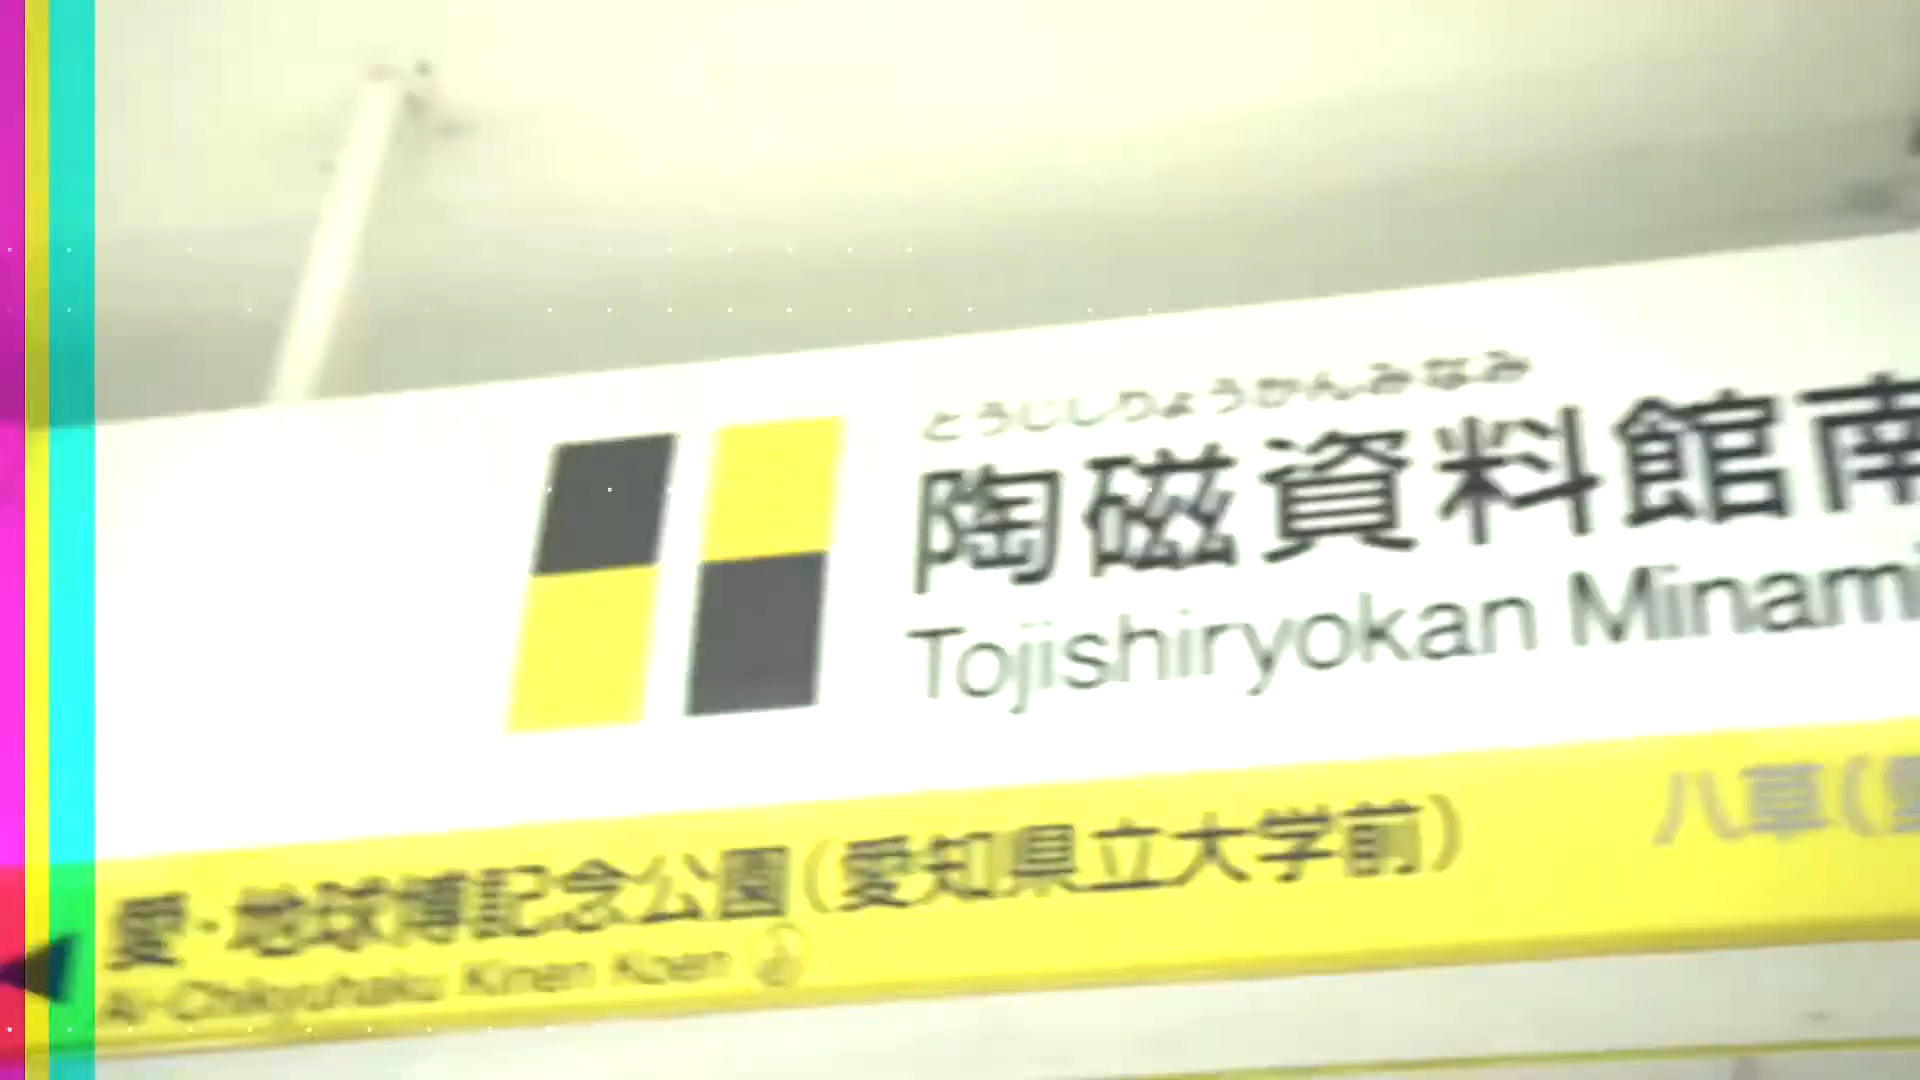 とうじしりょうかんみなみ
陶磁資料館南
Tojishiryokan Minami
愛・地球博記念公園(愛知県立大学前)
八草(
Ai-Chikyuhaku Kinen Koen